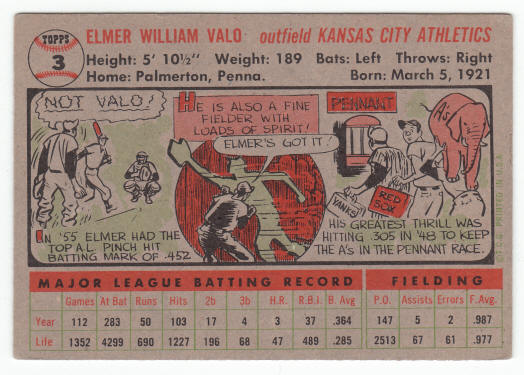 TOPPS
3
ELMER WILLIAM VALO outfield KANSAS CITY ATHLETICS
Height: 5' 10½" Weight: 189 Bats: Left Throws: Right
Home: Palmerton, Penna. Born: March 5, 1921
NOT VALO!
IN '55 ELMER HAD THE
TOP A.L. PINCH HIT
BATTING MARK OF .452
HE IS ALSO A FINE
FIELDER WITH
LOADS OF SPIRIT!
ELMER'S GOT IT!
PENNANT
A's
YANKS
RED
SOX
HIS GREATEST THRILL WAS
HITTING .305 IN '48 TO KEEP
THE A'S IN THE PENNANT RACE.
© T.C.G. PRINTED IN U.S.A.
MAJOR LEAGUE BATTING RECORD FIELDING
Games At Bat Runs Hits 2b 3b H.R. R.B.I. B. Avg P.O. Assists Errors F. Avg.
Year 112 283 50 103 17 4 3 37 .364 147 5 2 .987
Life 1352 4299 690 1227 196 68 47 489 .285 2513 67 61 .977